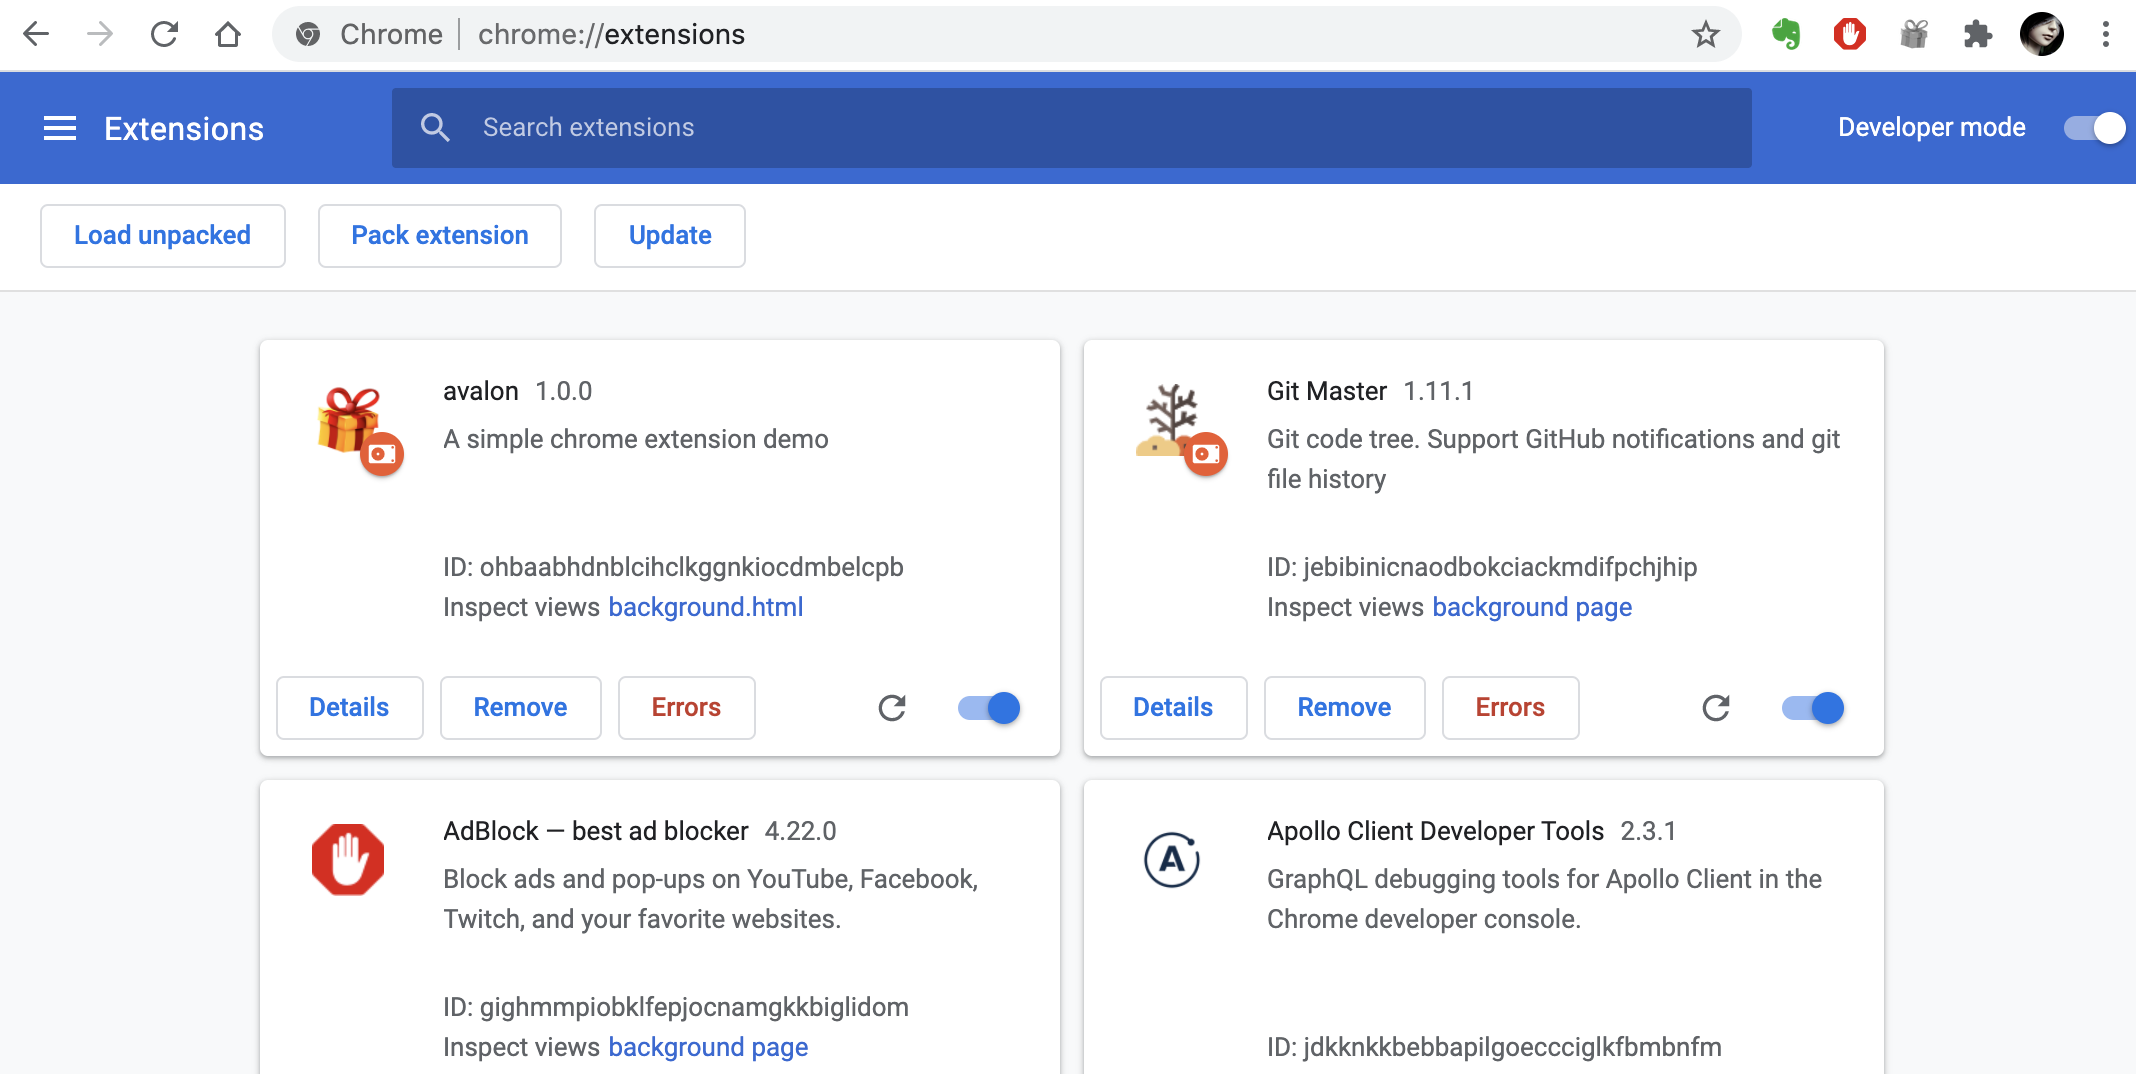 Chrome chrome://extensions
Extensions
Search extensions
Developer mode
Load unpacked
Pack extension
Update
avalon 1.0.0
A simple chrome extension demo
ID: ohbaabhdnblcihclkggnkiocdmbelcpb
Inspect views background.html
Details
Remove
Errors
Git Master 1.11.1
Git code tree. Support GitHub notifications and git
file history
ID: jebibinicnaodbokciackmdifpchjhip
Inspect views background page
Details
Remove
Errors
AdBlock — best ad blocker 4.22.0
Block ads and pop-ups on YouTube, Facebook,
Twitch, and your favorite websites.
ID: gighmmpiobklfepjocnamgkkbiglidom
Inspect views background page
A
Apollo Client Developer Tools 2.3.1
GraphQL debugging tools for Apollo Client in the
Chrome developer console.
ID: jdkknkkbebbapilgoeccciglkfbmbnfm